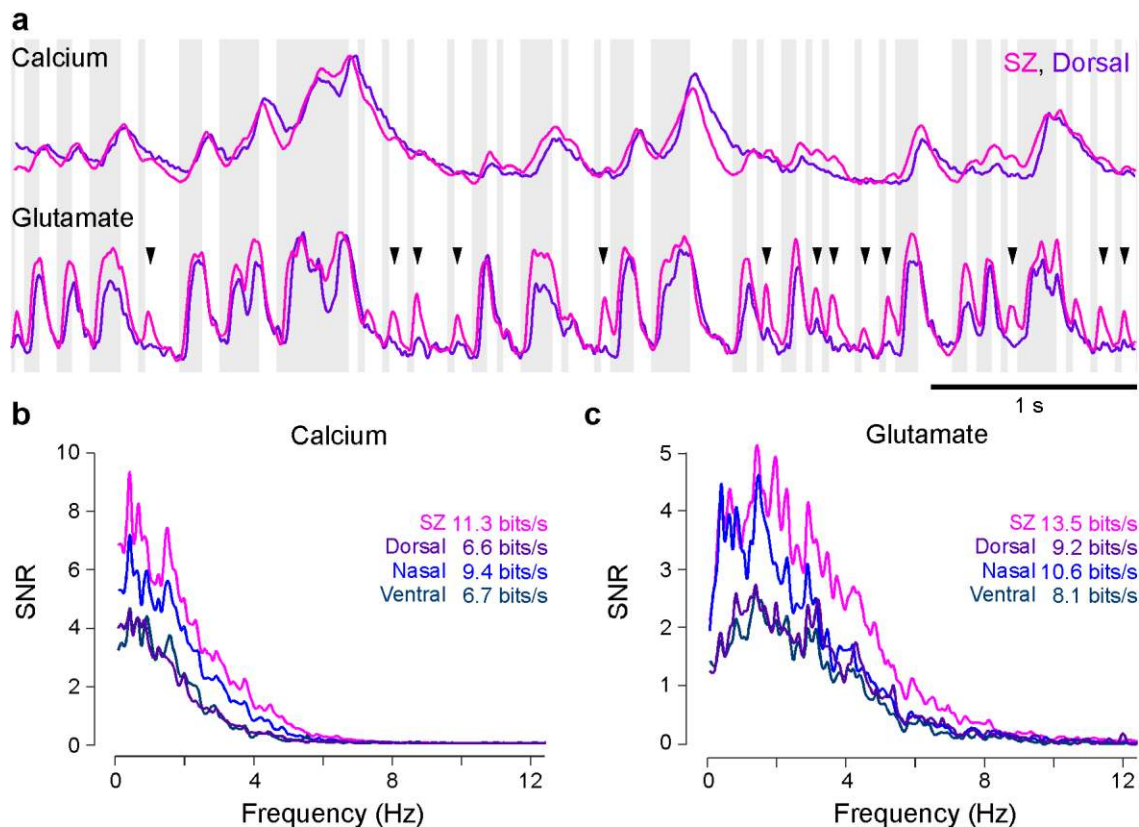 a
Calcium
SZ, Dorsal
Glutamate
1 s
b
Calcium
10
8
6
4
2
0
SNR
SZ 11.3 bits/s
Dorsal 6.6 bits/s
Nasal 9.4 bits/s
Ventral 6.7 bits/s
0 4 8 12
Frequency (Hz)
c
Glutamate
5
4
3
2
1
0
SNR
SZ 13.5 bits/s
Dorsal 9.2 bits/s
Nasal 10.6 bits/s
Ventral 8.1 bits/s
0 4 8 12
Frequency (Hz)